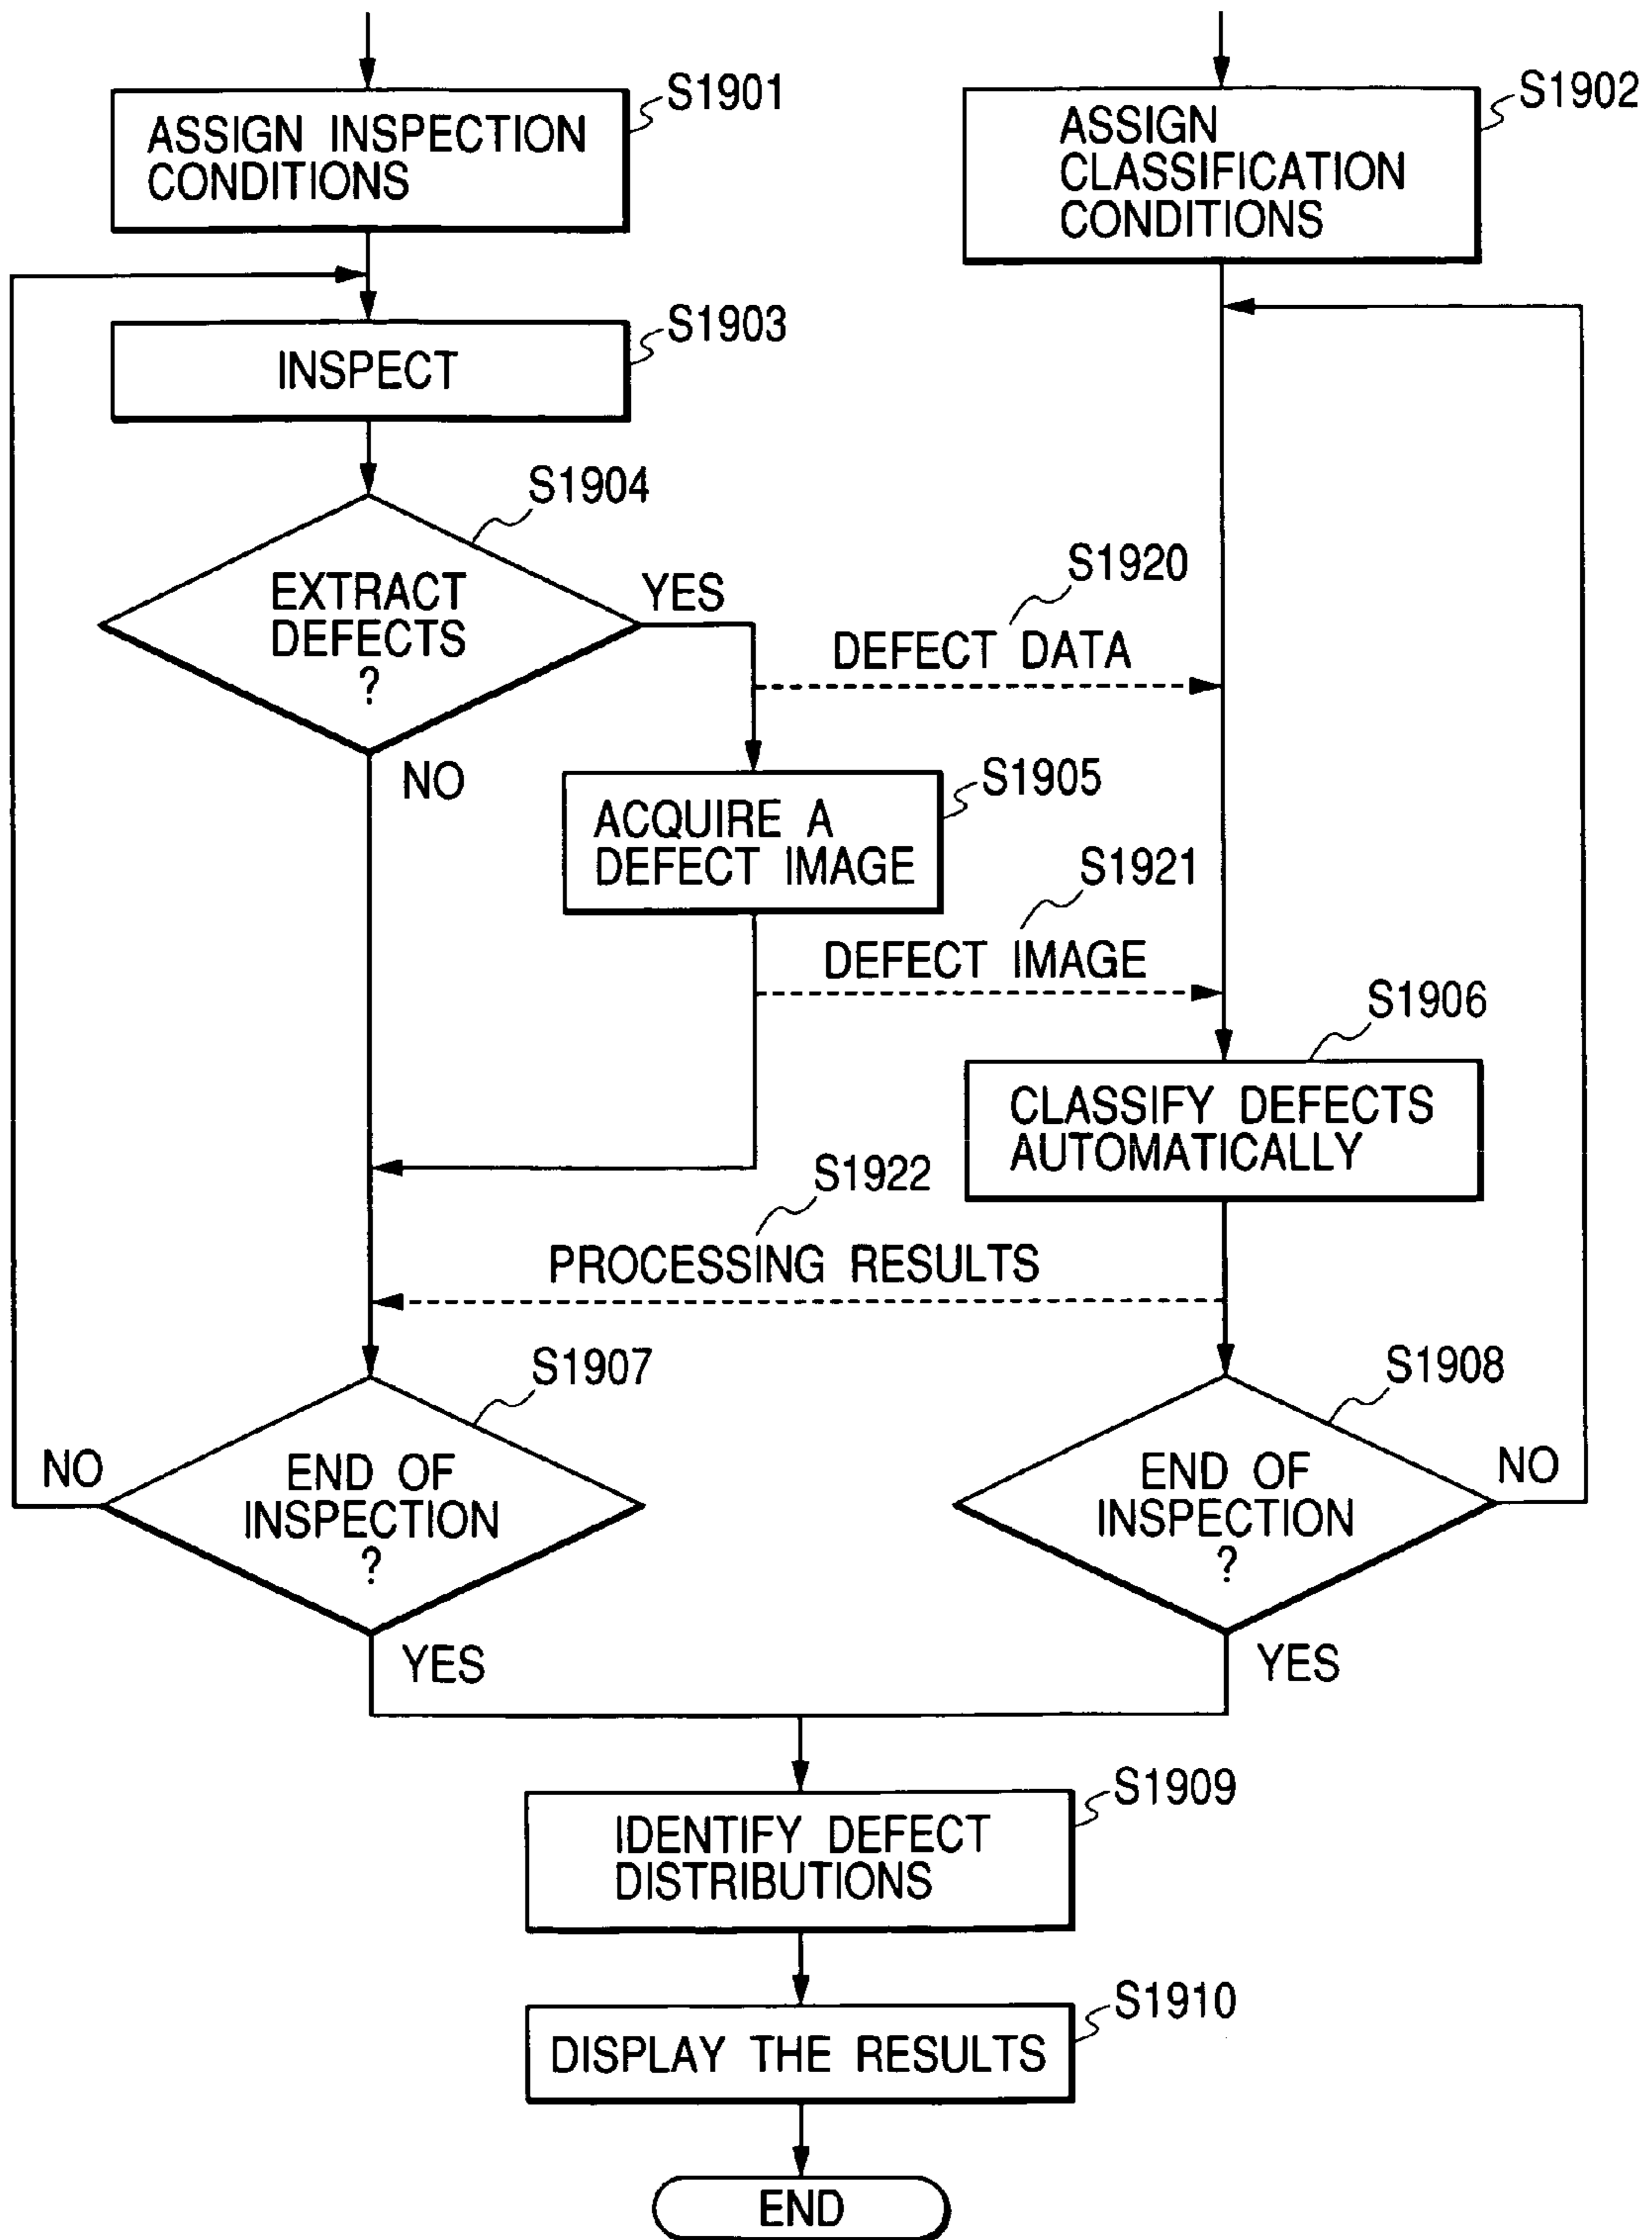 S1901
ASSIGN INSPECTION
CONDITIONS
S1902
ASSIGN
CLASSIFICATION
CONDITIONS
S1903
INSPECT
S1904
EXTRACT
DEFECTS
?
YES
NO
S1920
DEFECT DATA
S1905
ACQUIRE A
DEFECT IMAGE
S1921
DEFECT IMAGE
S1906
CLASSIFY DEFECTS
AUTOMATICALLY
S1922
PROCESSING RESULTS
S1907
END OF
INSPECTION
?
NO
YES
S1908
END OF
INSPECTION
?
NO
YES
S1909
IDENTIFY DEFECT
DISTRIBUTIONS
S1910
DISPLAY THE RESULTS
END